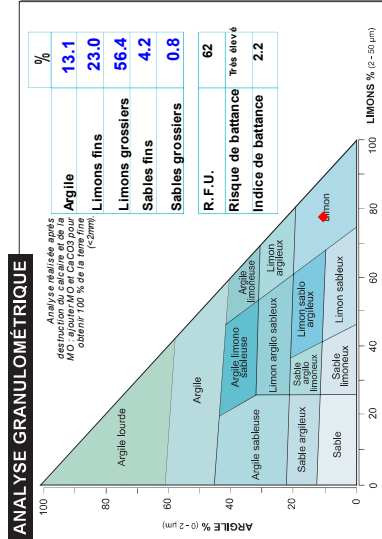 ANALYSE GRANULOMÉTRIQUE
Analyse réalisée après
destruction du calcaire et de la
MO : ajouter MO et CaCO3 pour
obtenir 100 % de la terre fine
(<2mm).
%
Argile 13.1
Limons fins 23.0
Limons grossiers 56.4
Sables fins 4.2
Sables grossiers 0.8
R.F.U. 62
Risque de battance Très élevé
Indice de battance 2.2
ARGILE % (0 - 2 µm)
100
80
60
40
20
0
Argile lourde
Argile
Argile
limoneuse
Argile limono
sableuse
Argile sableuse
Limon
argileux
Limon argilo sableux
Limon sablo
argileux
Limon
Sable
argilo
limoneux
Sable argileux
Limon sableux
Sable
limoneux
Sable
0
20
40
60
80
100
LIMONS % (2 - 50 µm)